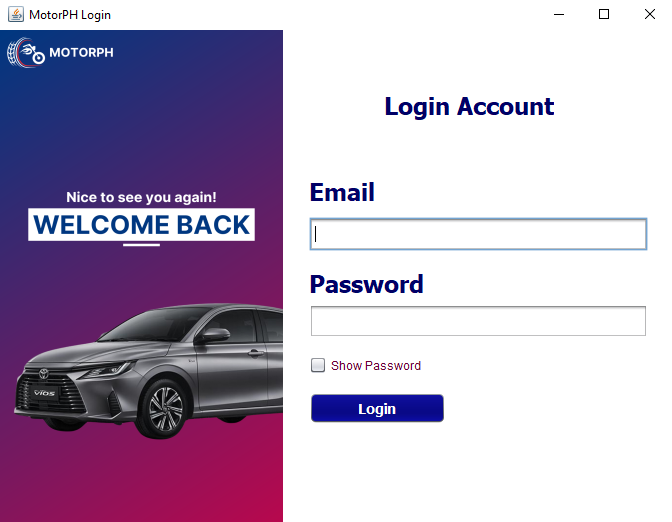 MotorPH Login
MOTORPH
Nice to see you again!
WELCOME BACK
VIOS
Login Account
Email
Password
Show Password
Login